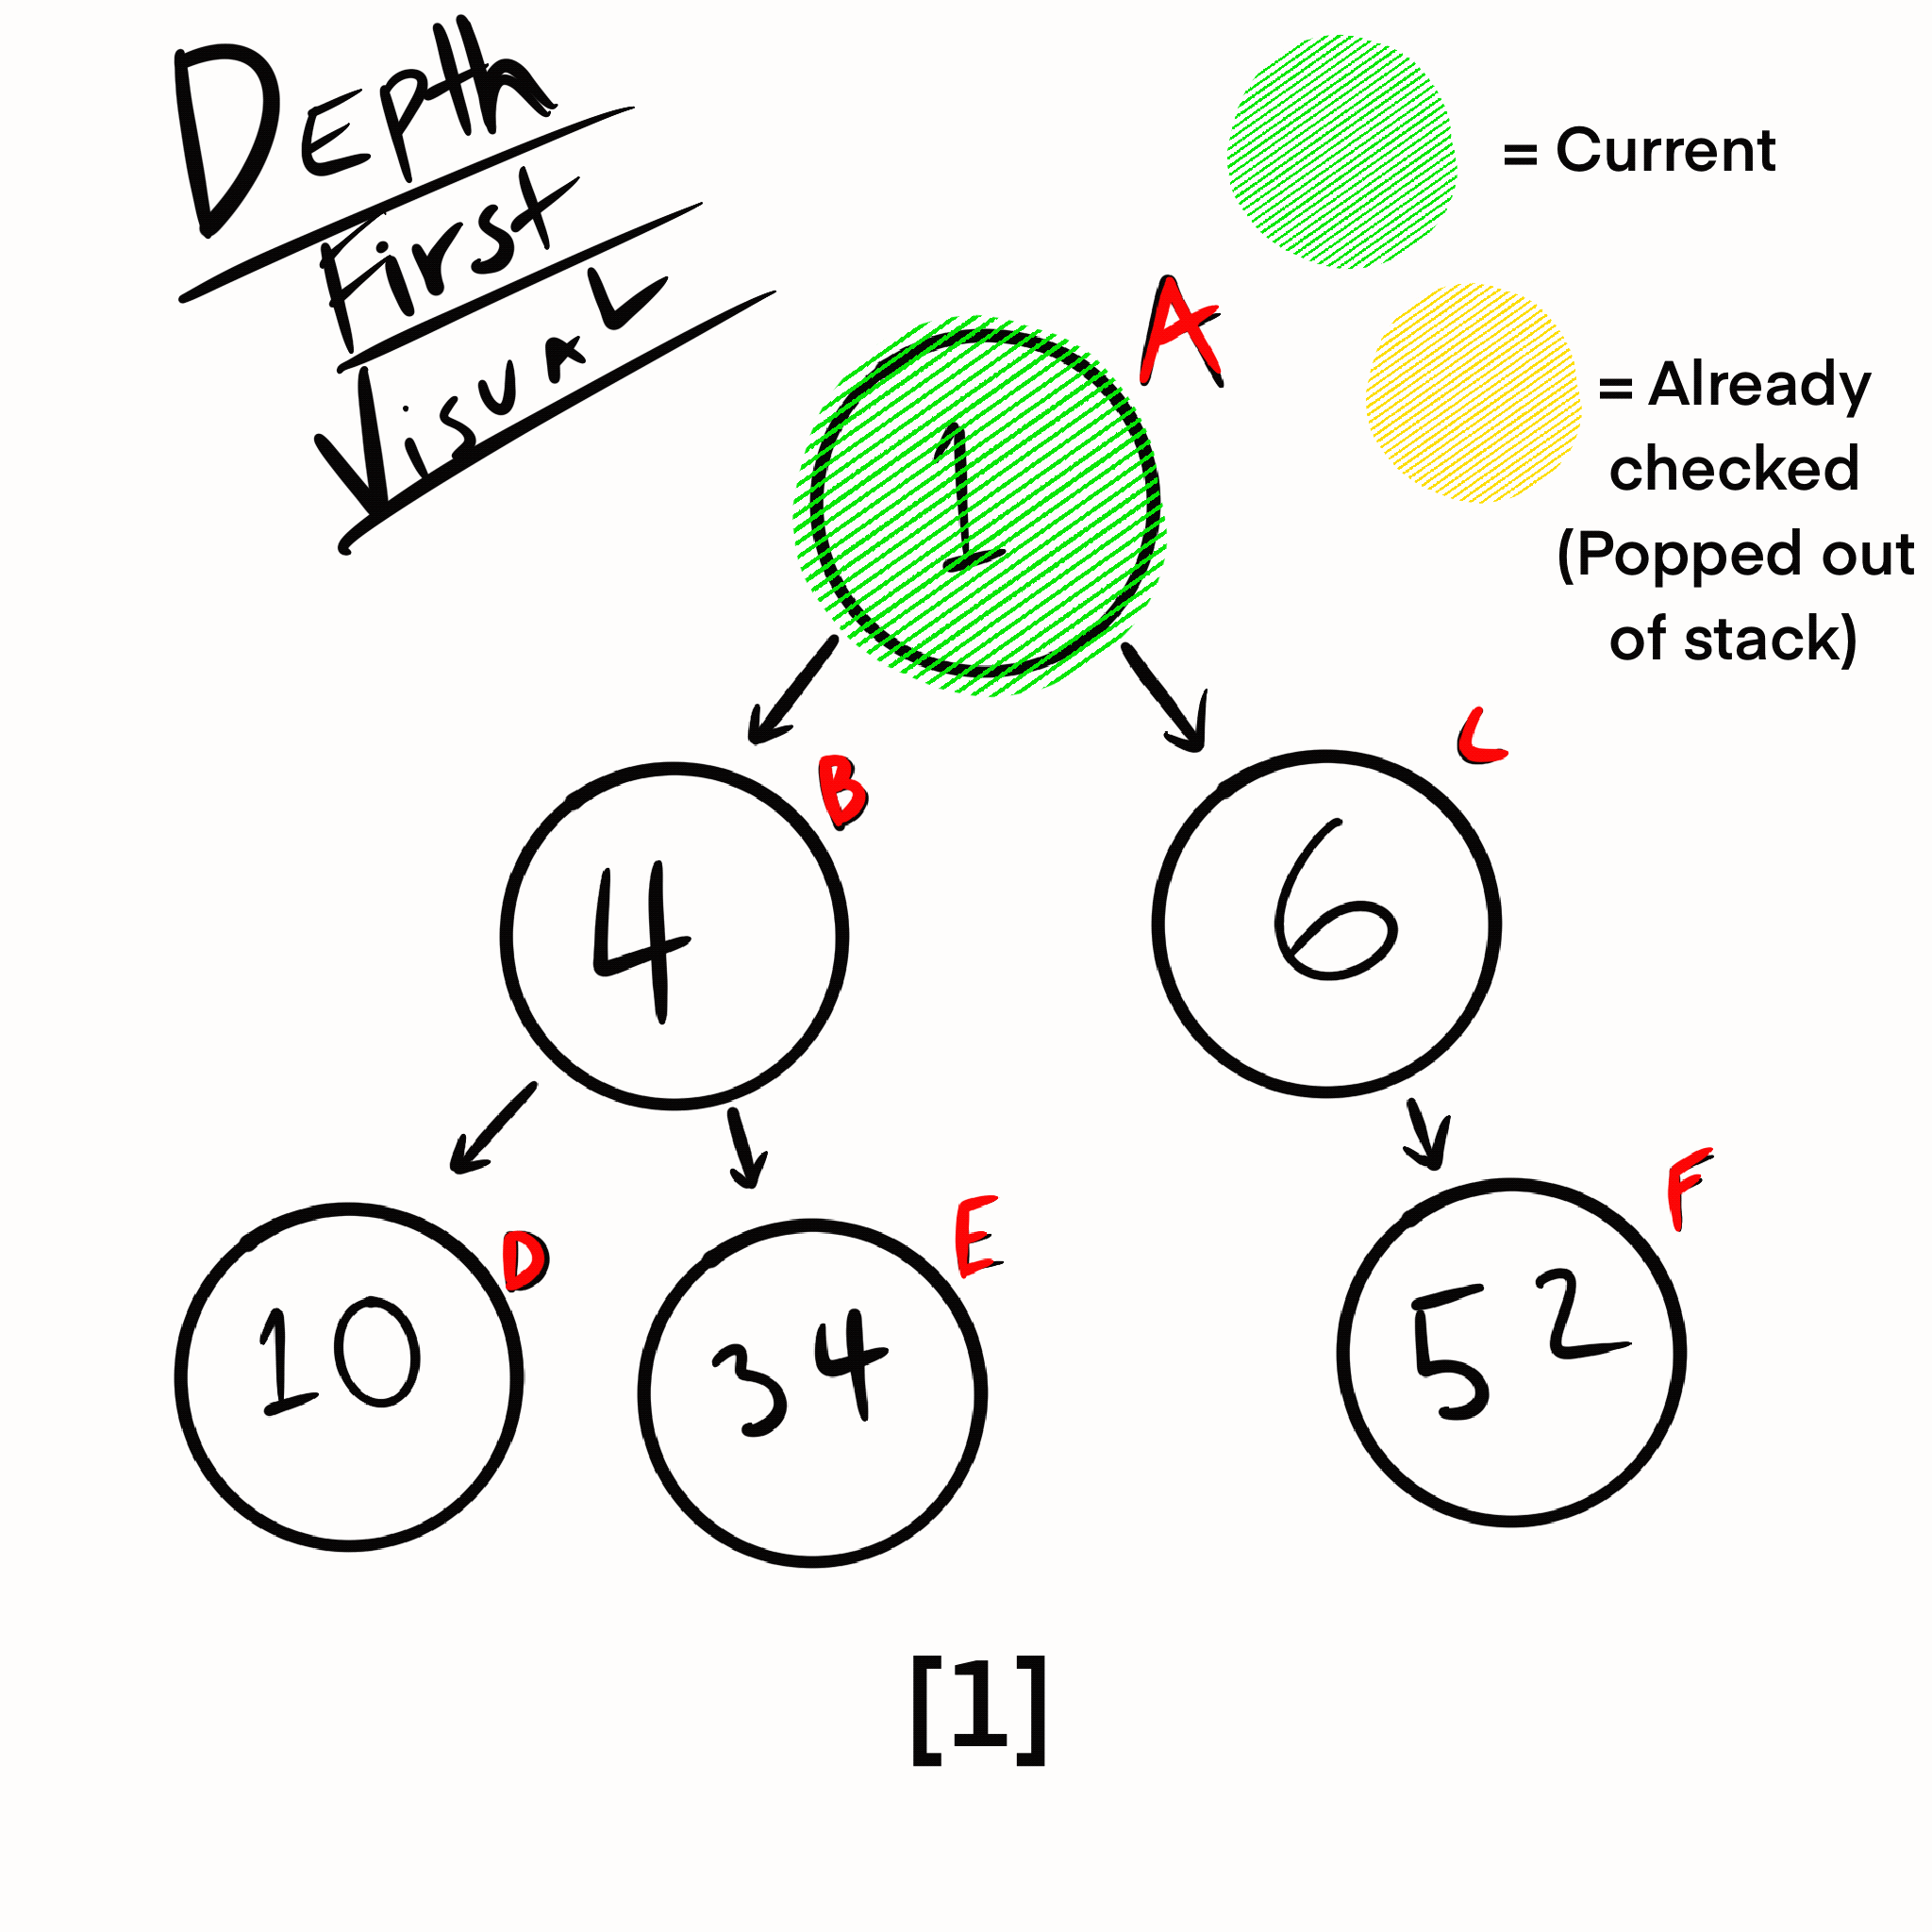 DEPth
First
VisuAL
= Current
= Already
checked
(Popped out
of stack)
A
1
B
4
C
6
D
10
E
34
F
52
[1]